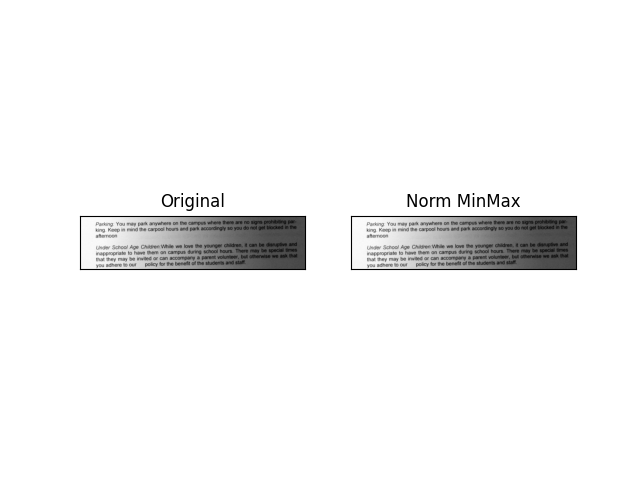 Original
Parking: You may park anywhere on the campus where there are no signs prohibiting par-
king. Keep in mind the carpool hours and park accordingly so you do not get blocked in the
afternoon
Under School Age Children:While we love the younger children, it can be disruptive and
inappropriate to have them on campus during school hours. There may be special times
that they may be invited or can accompany a parent volunteer, but otherwise we ask that
you adhere to our policy for the benefit of the students and staff.
Norm MinMax
Parking: You may park anywhere on the campus where there are no signs prohibiting par-
king. Keep in mind the carpool hours and park accordingly so you do not get blocked in the
afternoon
Under School Age Children:While we love the younger children, it can be disruptive and
inappropriate to have them on campus during school hours. There may be special times
that they may be invited or can accompany a parent volunteer, but otherwise we ask that
you adhere to our policy for the benefit of the students and staff.